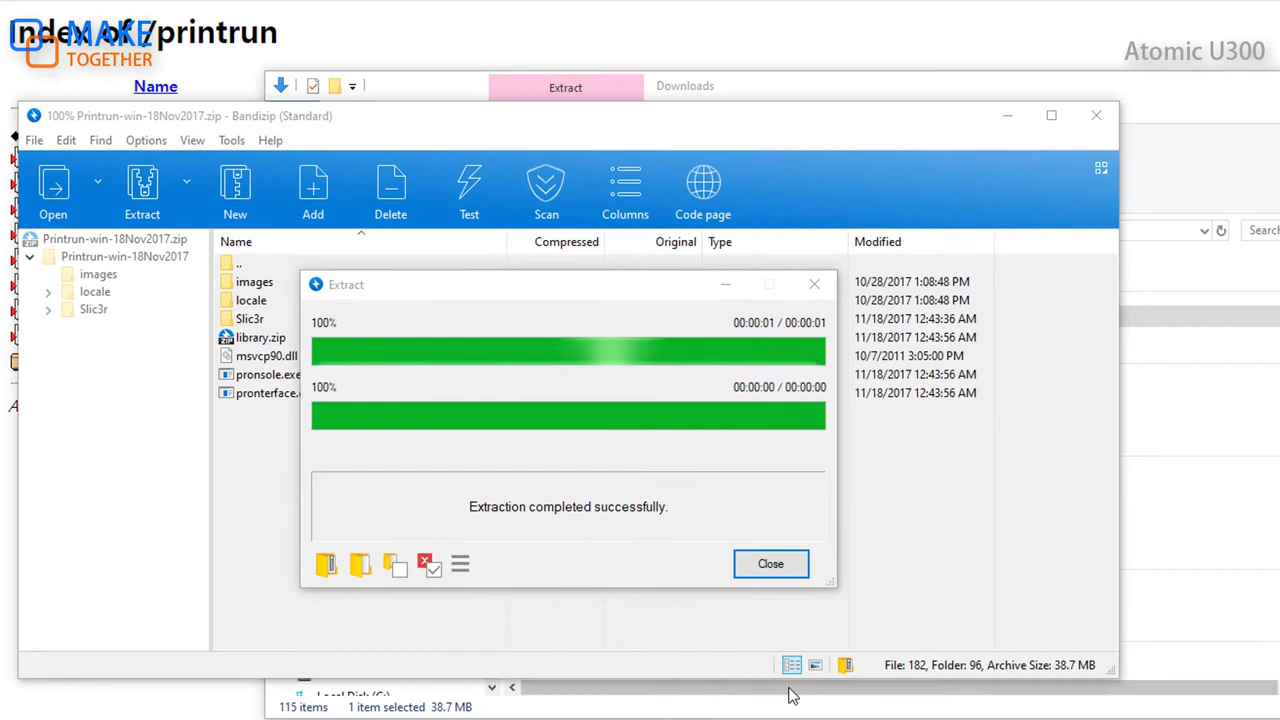 Index of /printrun
MAKE
TOGETHER
Atomic U300
Name
Extract
Downloads
100% Printrun-win-18Nov2017.zip - Bandizip (Standard)
File Edit Find Options View Tools Help
Open Extract New Add Delete Test Scan Columns Code page
Search
Printrun-win-18Nov2017.zip
Printrun-win-18Nov2017
images
locale
Slic3r
Name Compressed Original Type Modified
..
images 10/28/2017 1:08:48 PM
locale 10/28/2017 1:08:48 PM
Slic3r 11/18/2017 12:43:36 AM
library.zip 11/18/2017 12:43:56 AM
msvcp90.dll 10/7/2011 3:05:00 PM
pronsole.exe 11/18/2017 12:43:56 AM
pronterface. 11/18/2017 12:43:56 AM
Extract
100% 00:00:01 / 00:00:01
100% 00:00:00 / 00:00:00
Extraction completed successfully.
Close
File: 182, Folder: 96, Archive Size: 38.7 MB
Local Disk (C:)
115 items 1 item selected 38.7 MB